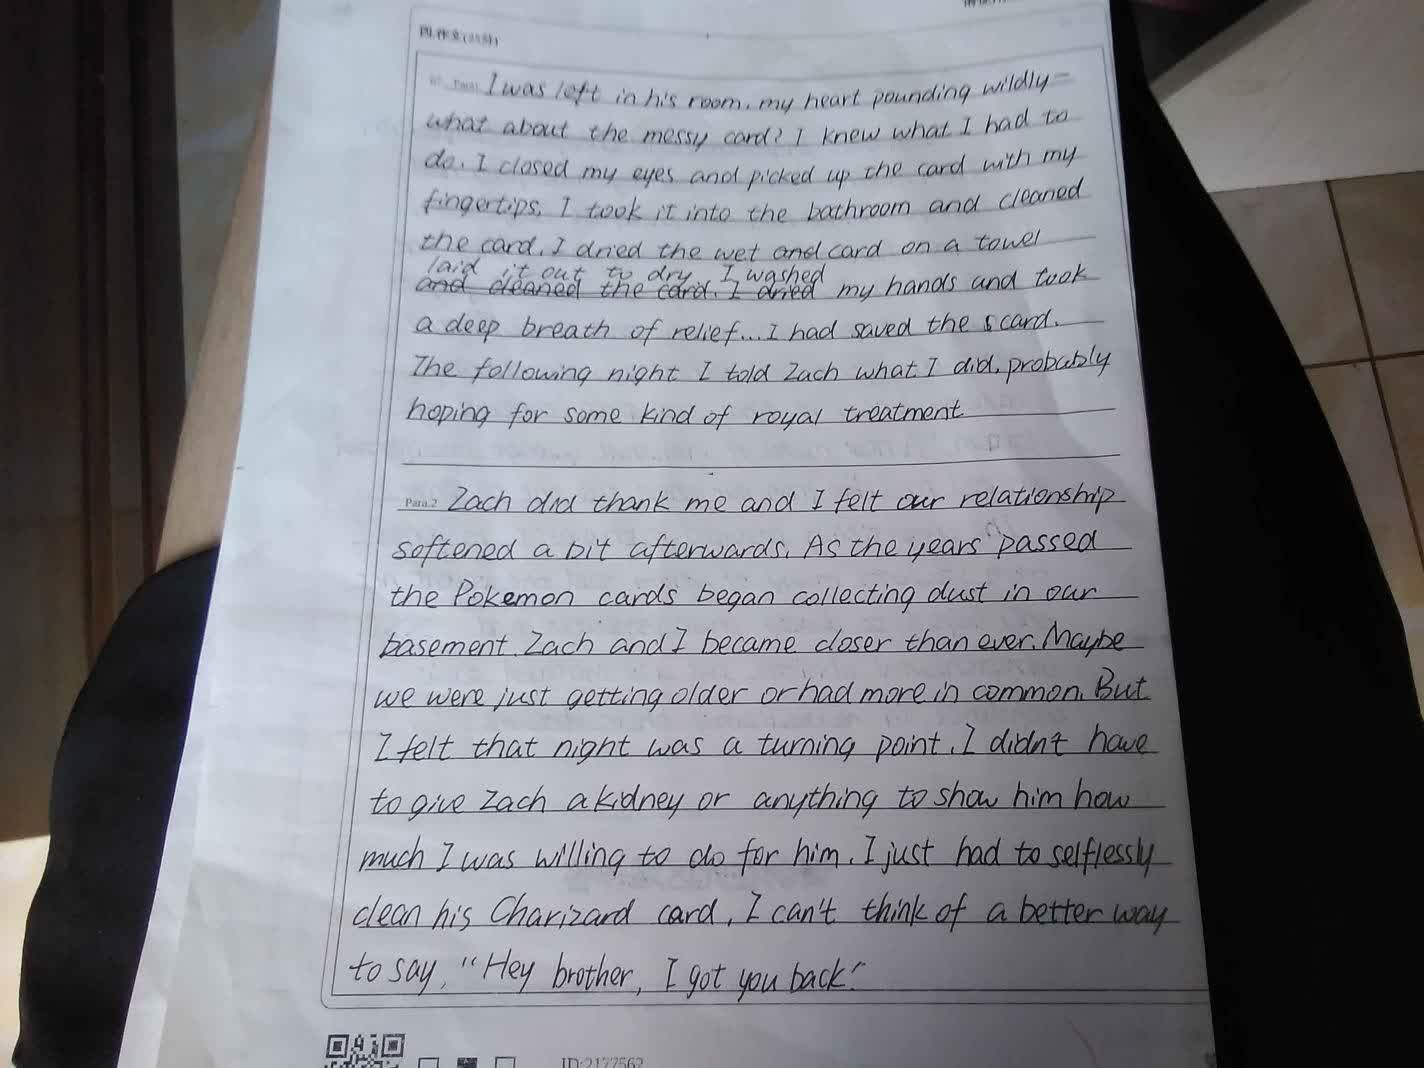 四.作文(25分)
67. Para1 I was left in his room, my heart pounding wildly-
what about the messy card? I knew what I had to
do. I closed my eyes and picked up the card with my
fingertips. I took it into the bathroom and cleaned
the card. I dried the wet and card on a towel
laid it out to dry. I washed
and cleaned the card. I dried my hands and took
a deep breath of relief... I had saved the s card.
The following night I told Zach what I did, probably
hoping for some kind of royal treatment
Para.2 Zach did thank me and I felt our relationship
softened a bit afterwards. As the years passed
the Pokemon cards began collecting dust in our
basement. Zach and I became closer than ever. Maybe
we were just getting older or had more in common. But
I felt that night was a turning point. I didn't have
to give Zach a kidney or anything to show him how
much I was willing to do for him. I just had to selflessly
clean his Charizard card. I can't think of a better way
to say, "Hey brother, I got you back."
ID:2177562